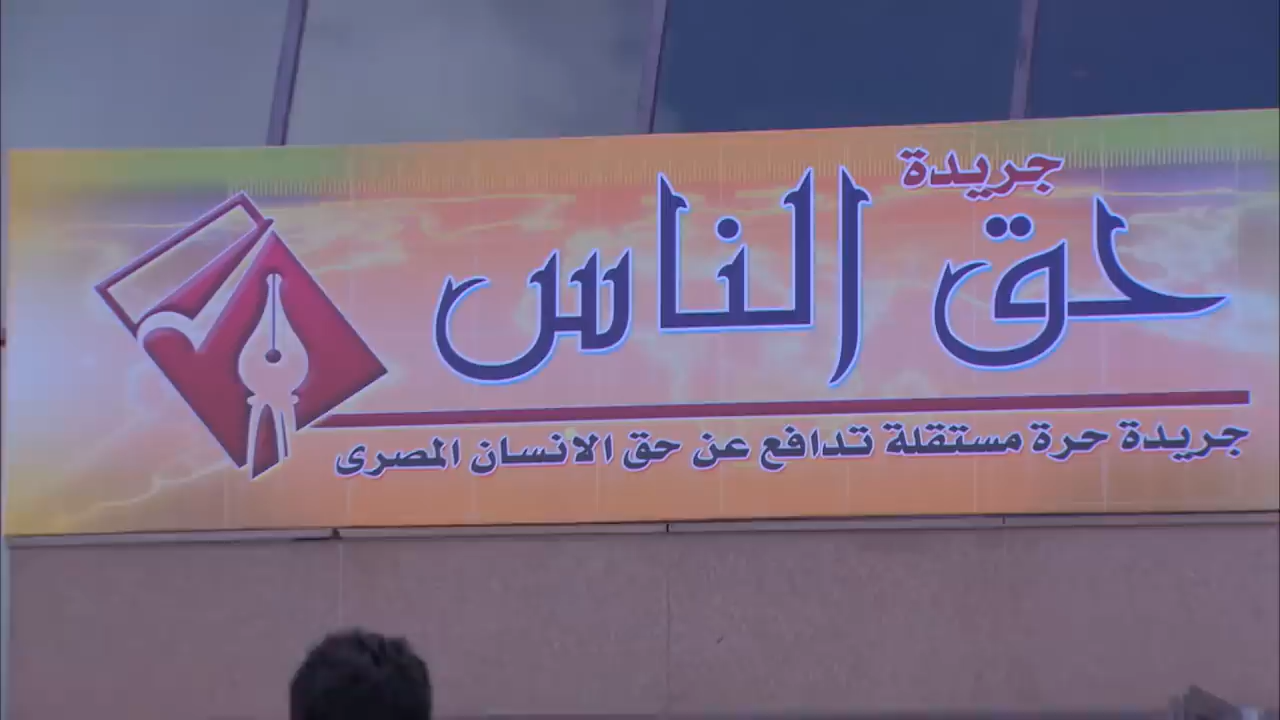 جريدة
حق الناس
جريدة حرة مستقلة تدافع عن حق الانسان المصرى